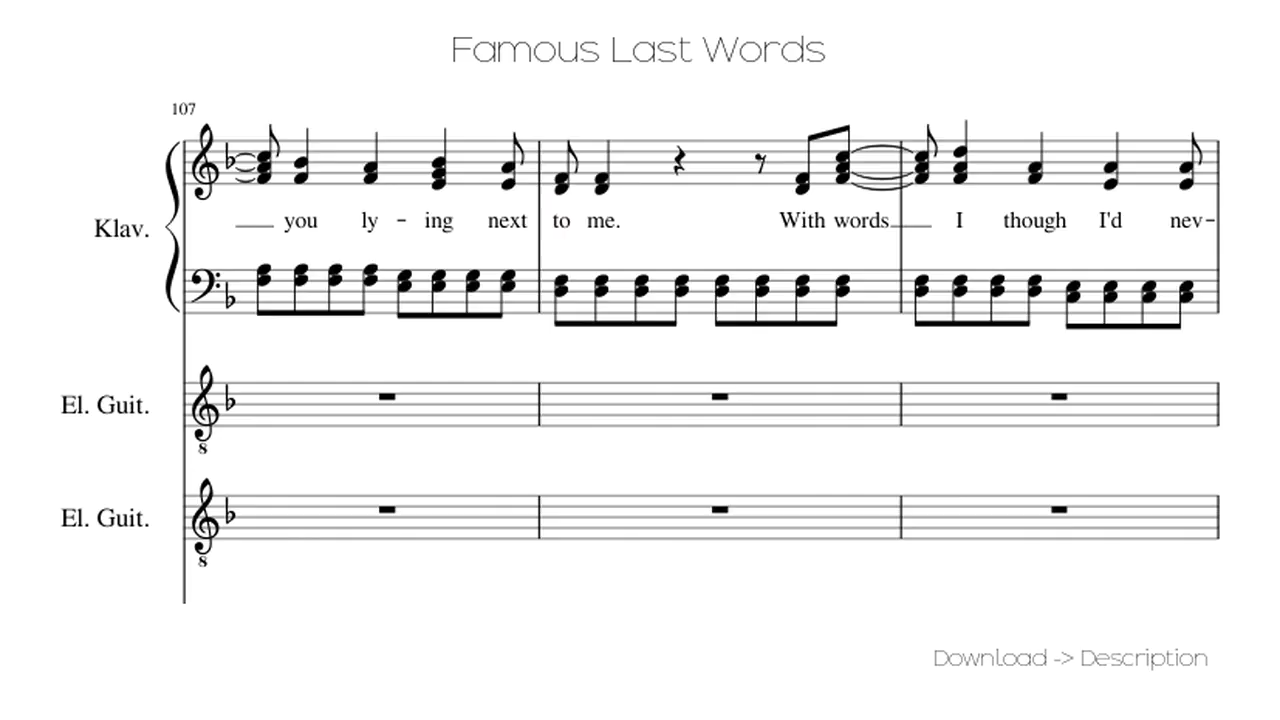 Famous Last Words
107
Klav.
you ly - ing next to me. With words I though I'd nev-
El. Guit.
8
El. Guit.
8
Download -> Description